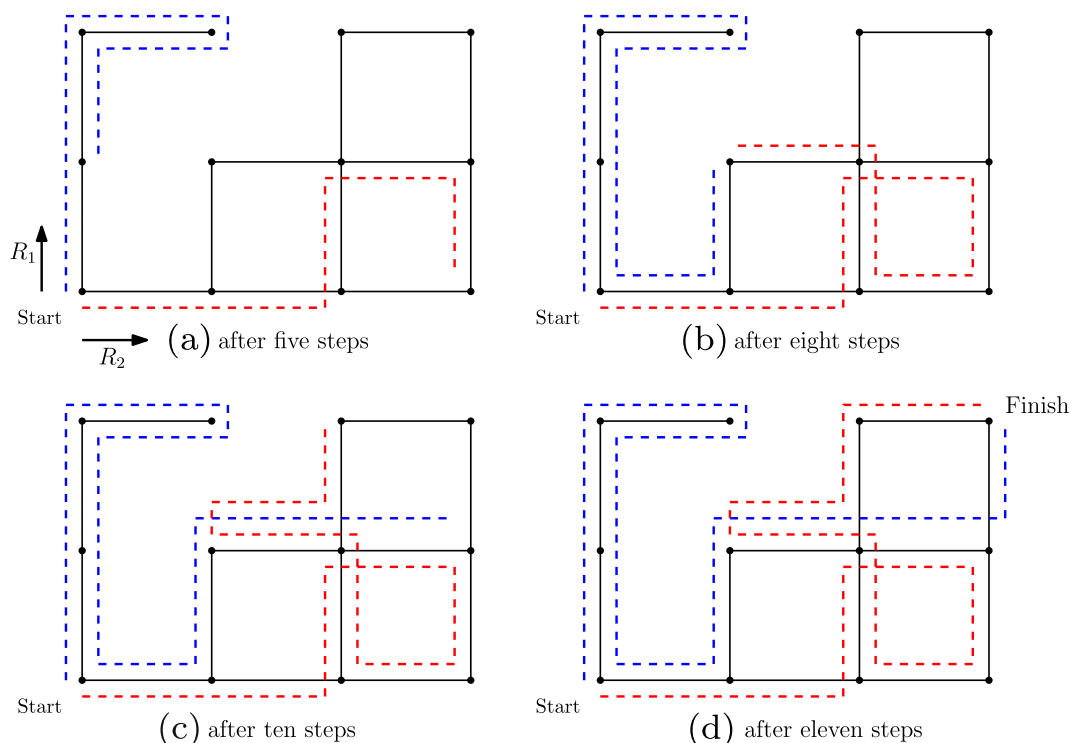 R₁
Start
R₂
(a) after five steps
Start
(b) after eight steps
Start
(c) after ten steps
Finish
Start
(d) after eleven steps